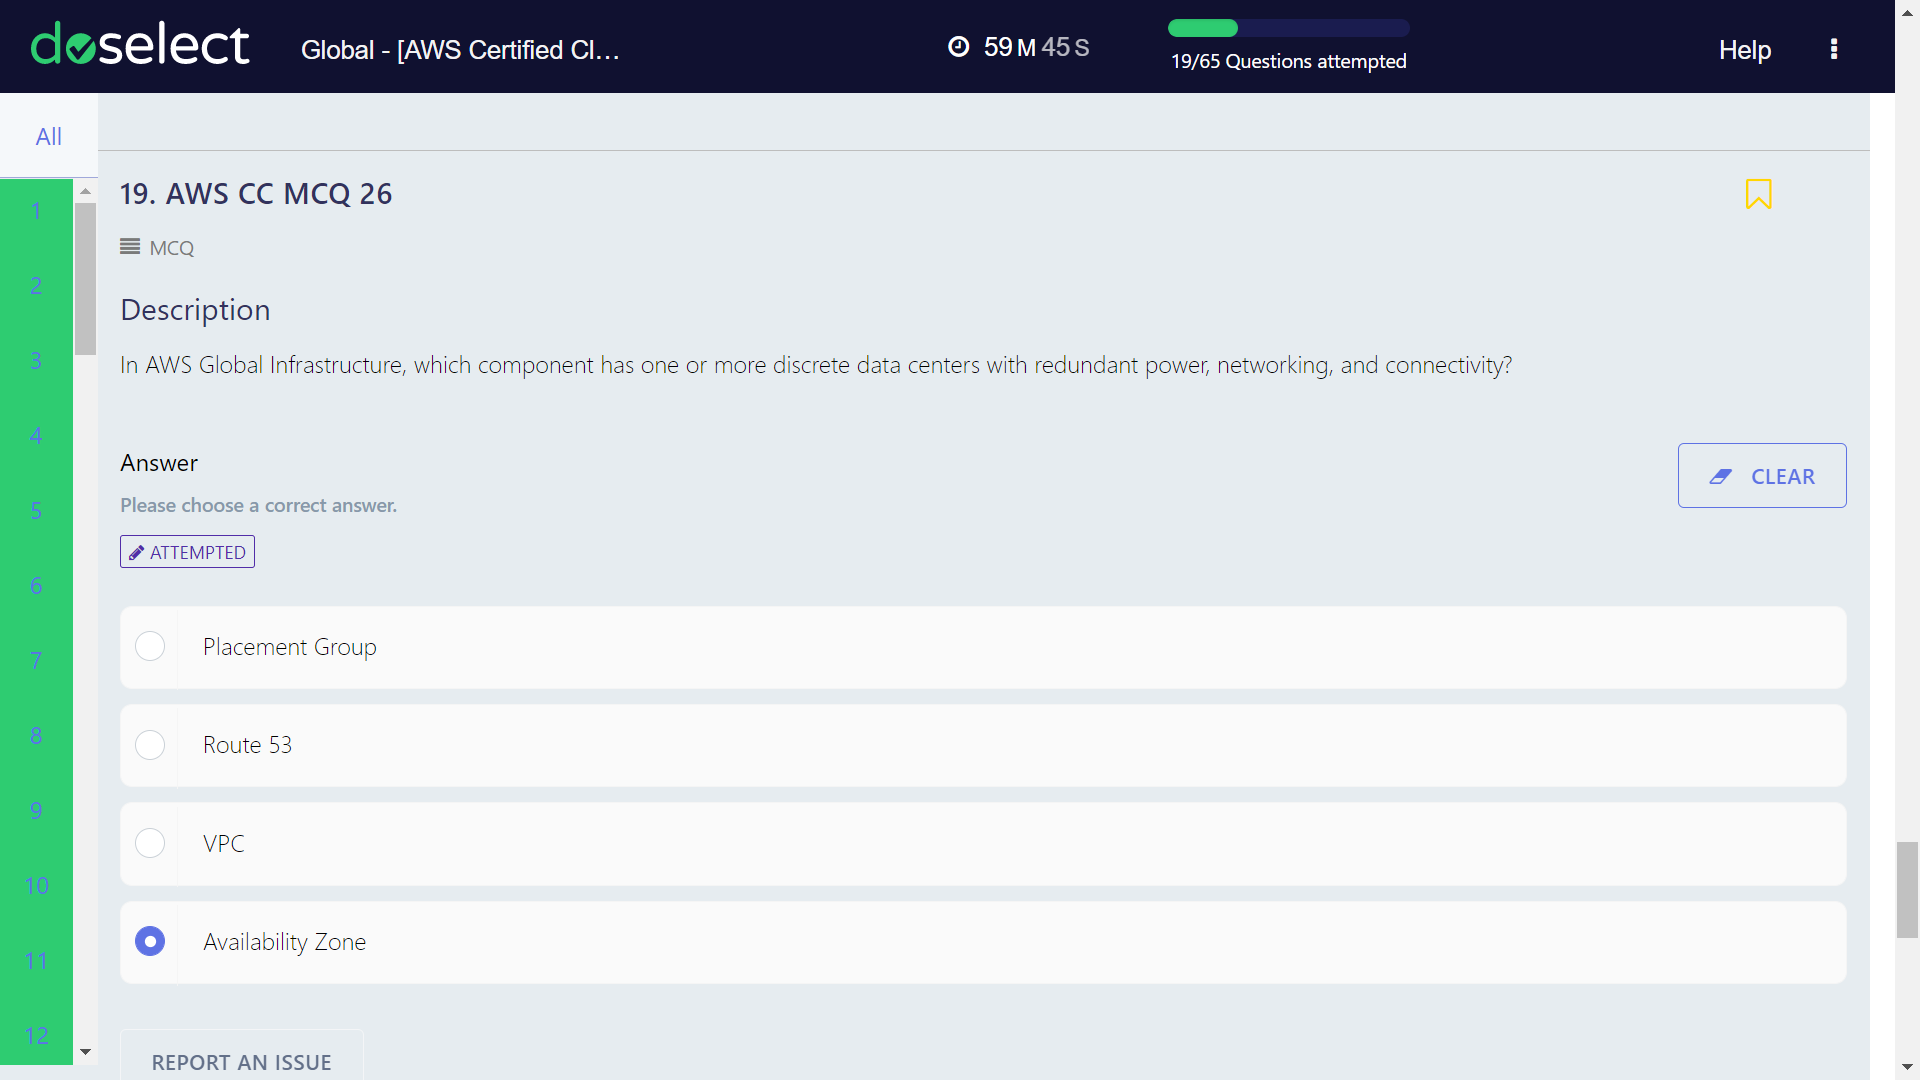 doselect
Global - [AWS Certified Cl...
59 M 45 S
19/65 Questions attempted
Help
All
1
2
3
4
5
6
7
8
9
10
11
12
19. AWS CC MCQ 26
MCQ
Description
In AWS Global Infrastructure, which component has one or more discrete data centers with redundant power, networking, and connectivity?
Answer
Please choose a correct answer.
CLEAR
ATTEMPTED
Placement Group
Route 53
VPC
Availability Zone
REPORT AN ISSUE